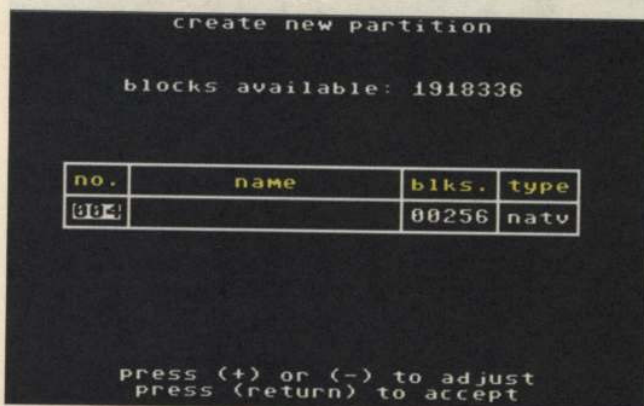 create new partition
blocks available: 1918336
no. name blks. type
004 00256 natv
press (+) or (-) to adjust
press (return) to accept